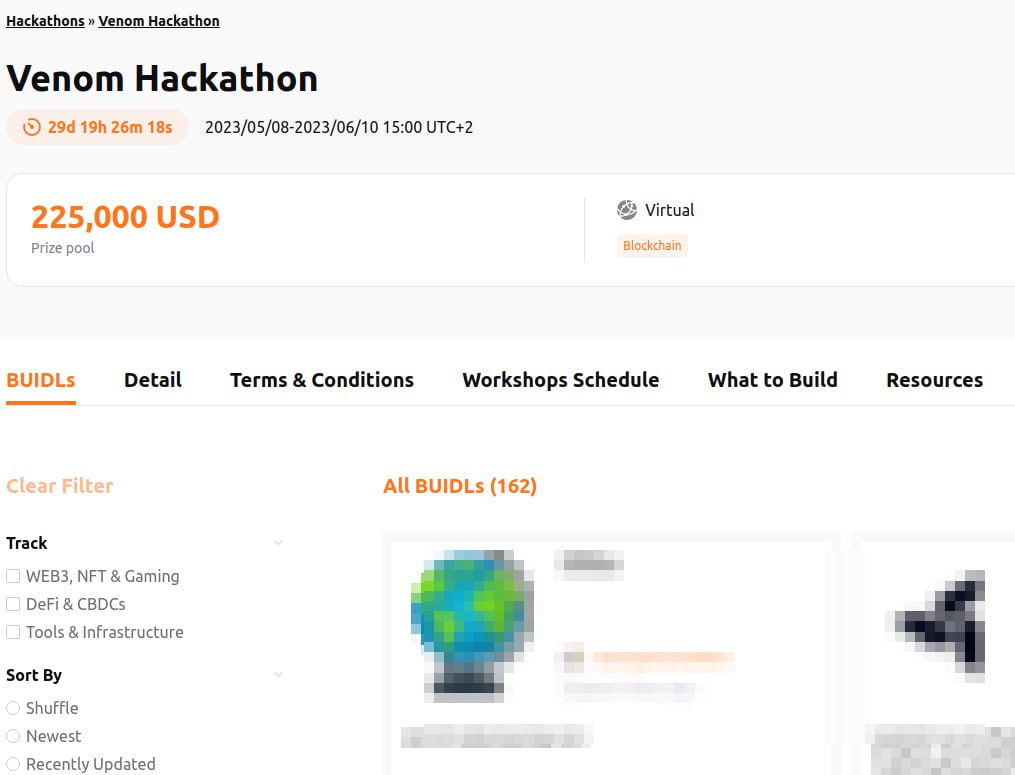 Hackathons » Venom Hackathon
Venom Hackathon
29d 19h 26m 18s 2023/05/08-2023/06/10 15:00 UTC+2
225,000 USD
Prize pool
Virtual
Blockchain
BUIDLs Detail Terms & Conditions Workshops Schedule What to Build Resources
Clear Filter
All BUIDLs (162)
Track
WEB3, NFT & Gaming
DeFi & CBDCs
Tools & Infrastructure
Sort By
Shuffle
Newest
Recently Updated